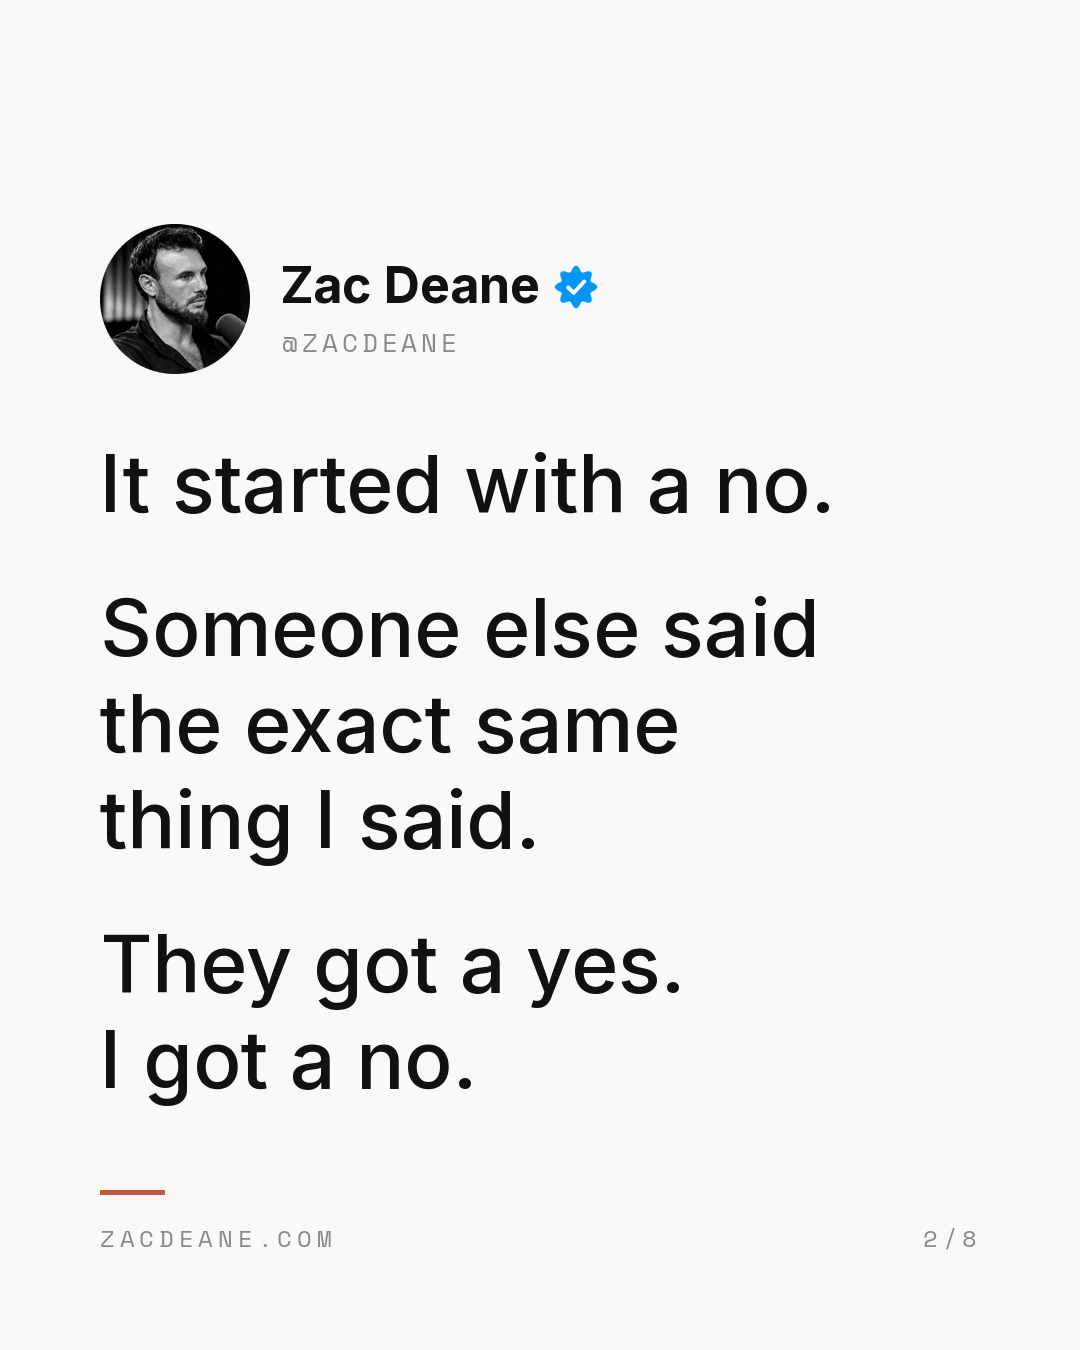 Zac Deane
@ZACDEANE
It started with a no.
Someone else said
the exact same
thing I said.
They got a yes.
I got a no.
ZACDEANE.COM
2/8